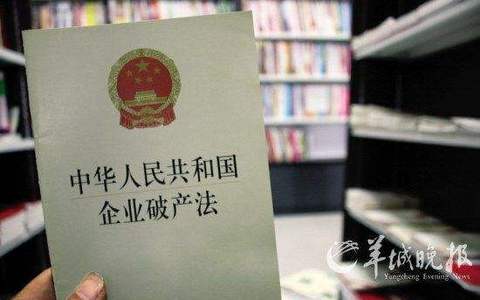 中华人民共和国
企业破产法
羊城晚报
Yangcheng Evening News